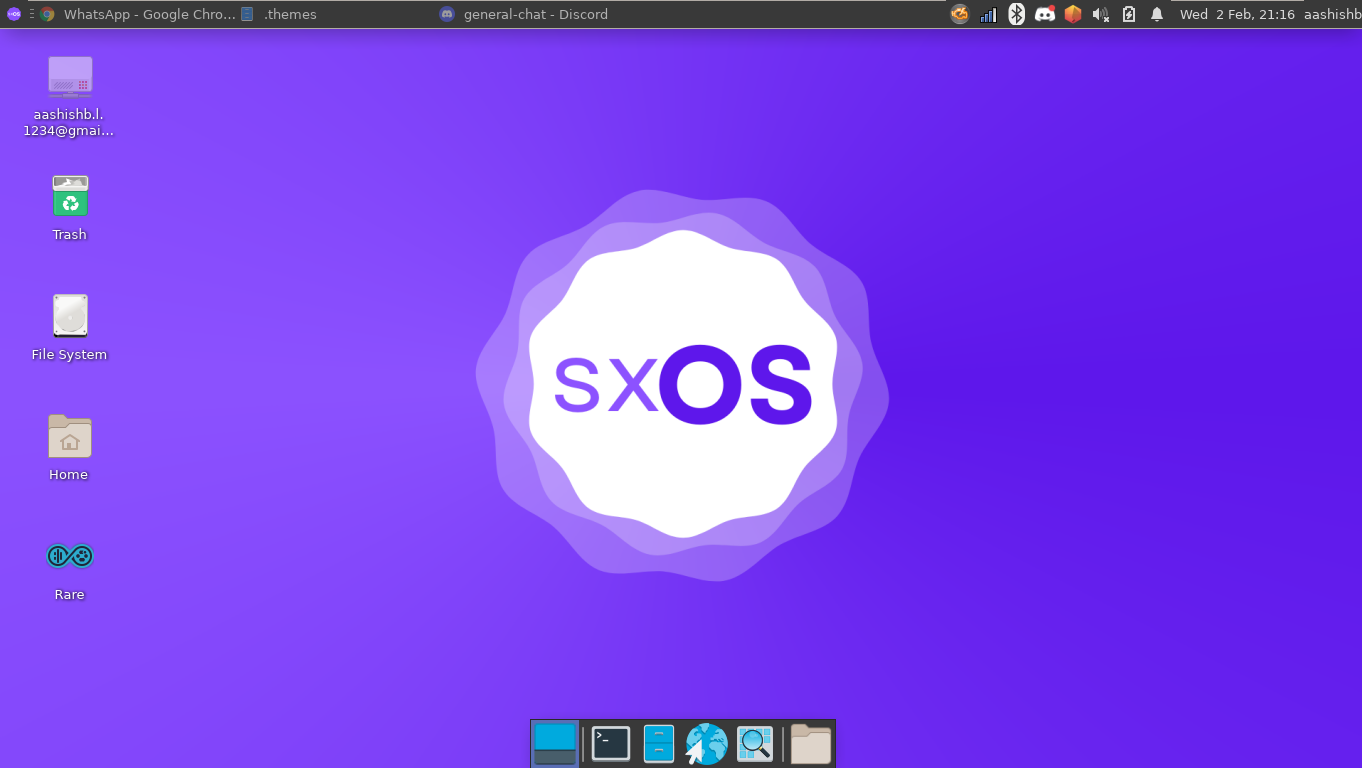 WhatsApp - Google Chro...
.themes
general-chat - Discord
Wed 2 Feb, 21:16
aashishb
aashishb.l.
1234@gmai...
Trash
File System
Home
Rare
sxOS